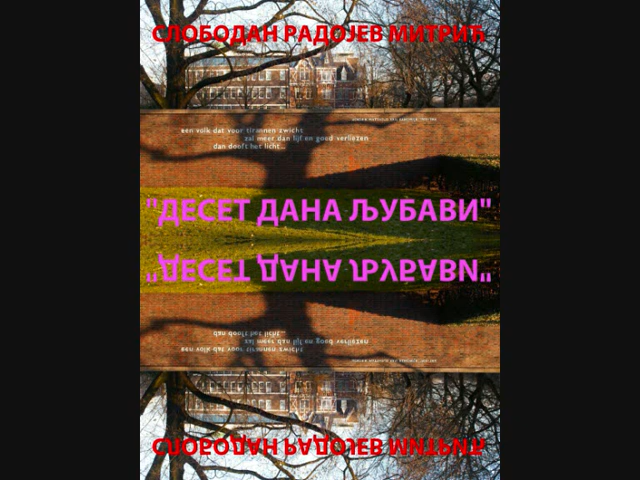 СЛОБОДАН РАДОЈЕВ МИТРИЋ
een volk dat voor tirannen zwicht
zal meer dan lijf en goed verliezen
dan dooft het licht...
"ДЕСЕТ ДАНА ЉУБАВИ"
"ДЕСЕТ ДАНА ЉУБАВИ"
dan dooft het licht...
zal meer dan lijf en goed verliezen
een volk dat voor tirannen zwicht
СЛОБОДАН РАДОЈЕВ МИТРИЋ